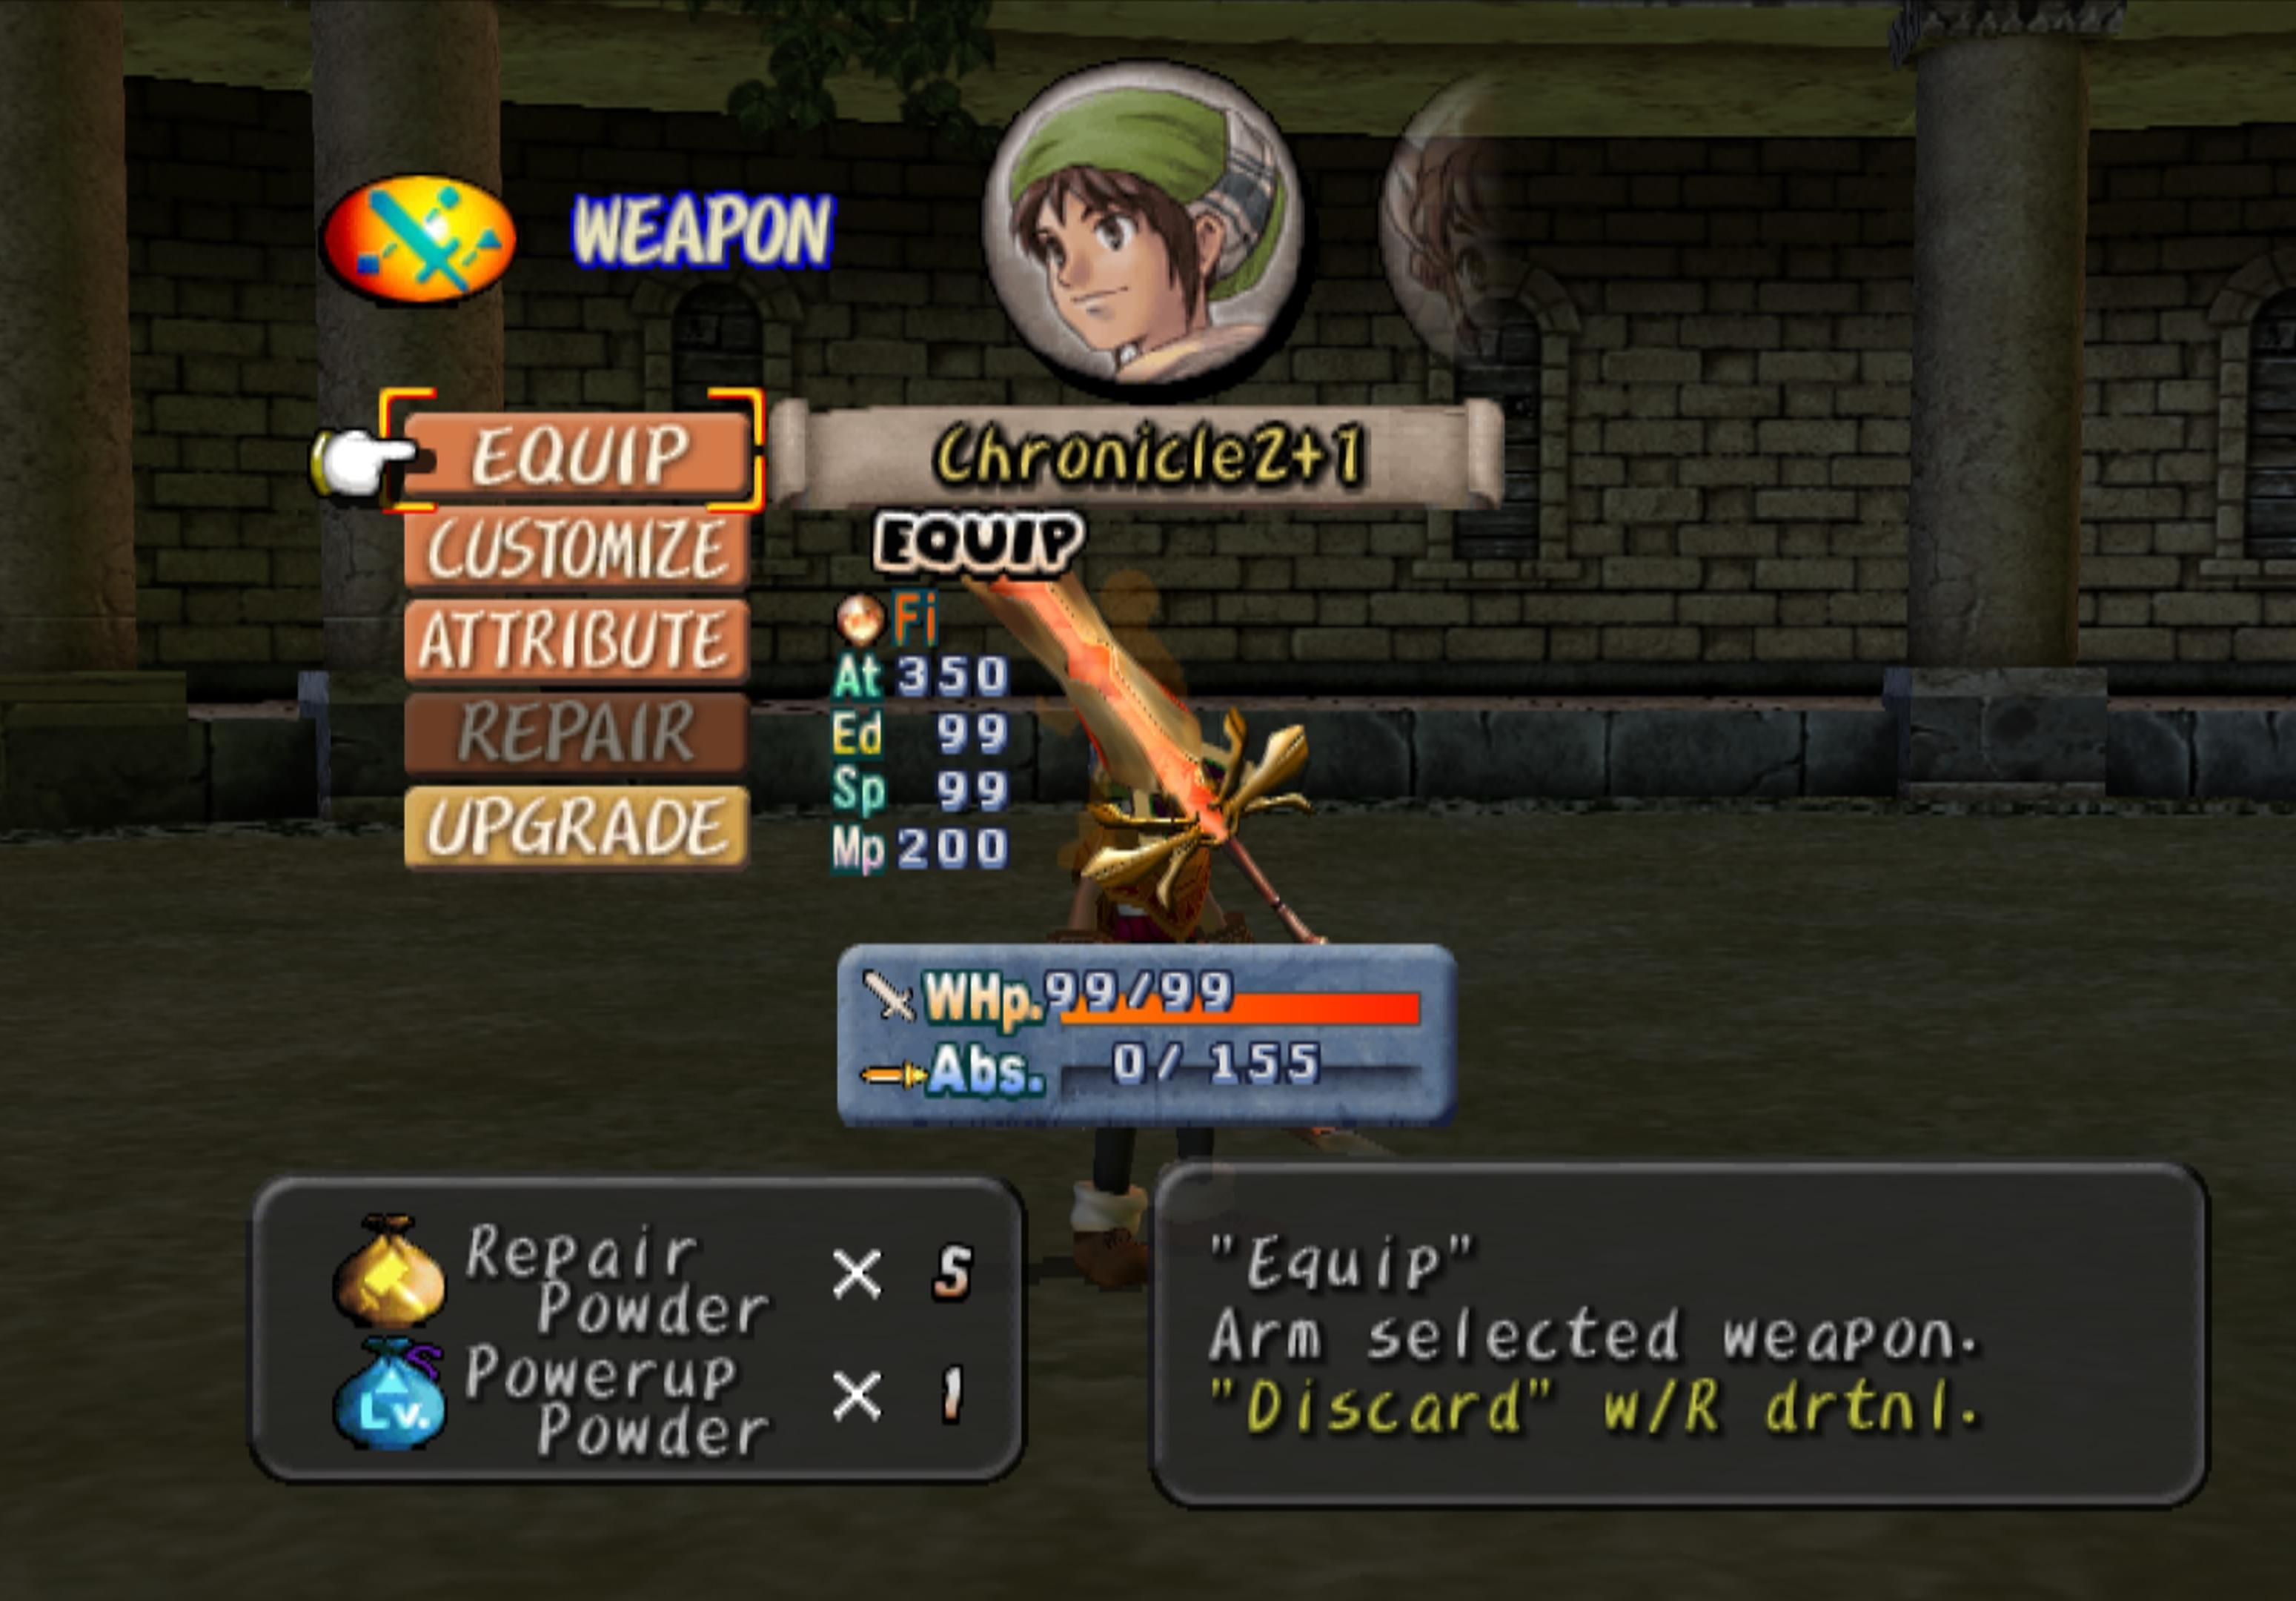 WEAPON
EQUIP
Chronicle2+1
CUSTOMIZE
EQUIP
ATTRIBUTE
Fi
At 350
REPAIR
Ed 99
Sp 99
UPGRADE
Mp 200
WHp. 99/99
Abs. 0/ 155
Repair
Powder × 5
Powerup
Powder × 1
Lv.
"Equip"
Arm selected weapon.
"Discard" w/R drtnl.